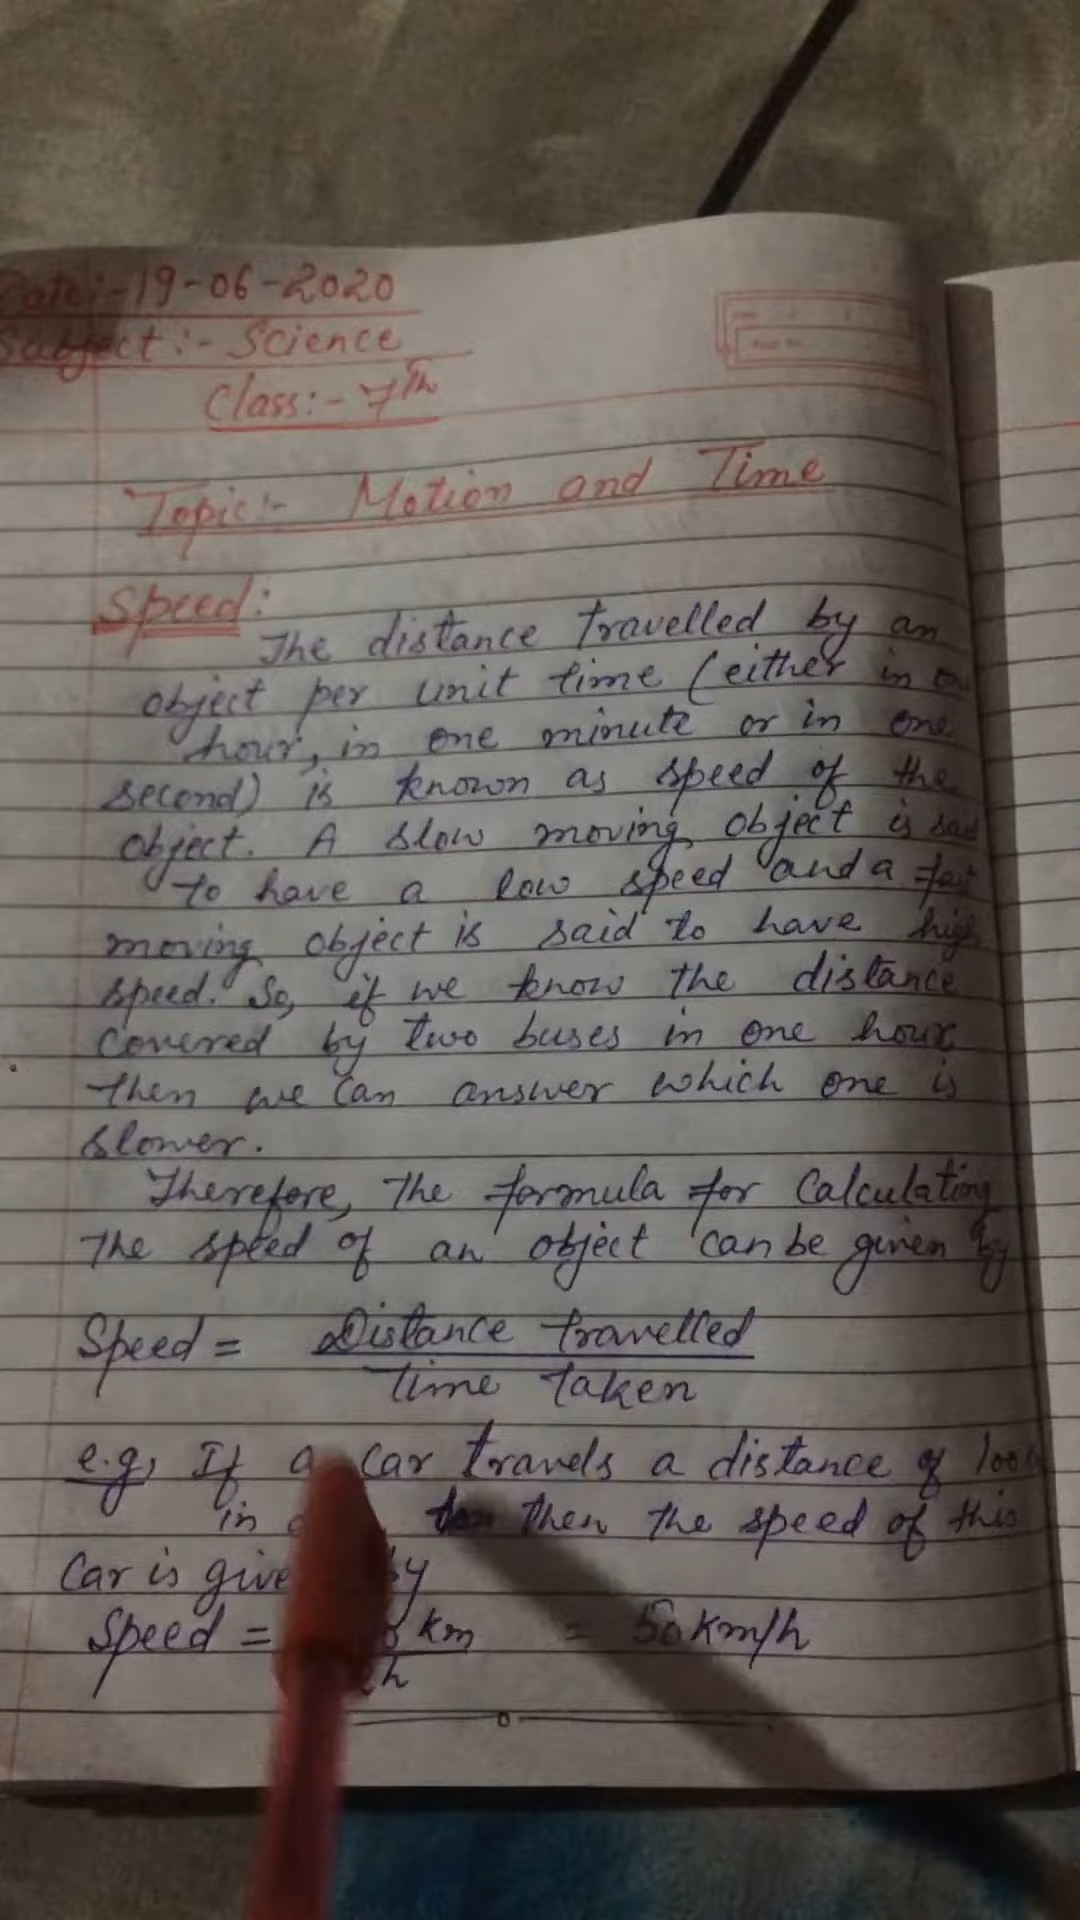 Date:-19-06-2020
Subject:- Science
Class:- 7th
Topic:- Motion and Time
Speed:
The distance travelled by an
object per unit time (either in one
hour, in one minute or in one
second) is known as speed of the
object. A slow moving object is said
to have a low speed and a fast
moving object is said to have high
speed. So, if we know the distance
covered by two buses in one hour
then we can answer which one is
slower.
Therefore, the formula for Calculating
the speed of an object can be given by
Speed = Distance travelled
Time taken
e.g, If a car travels a distance of
in then the speed of this
Car is by
Speed = km = 50km/h
h